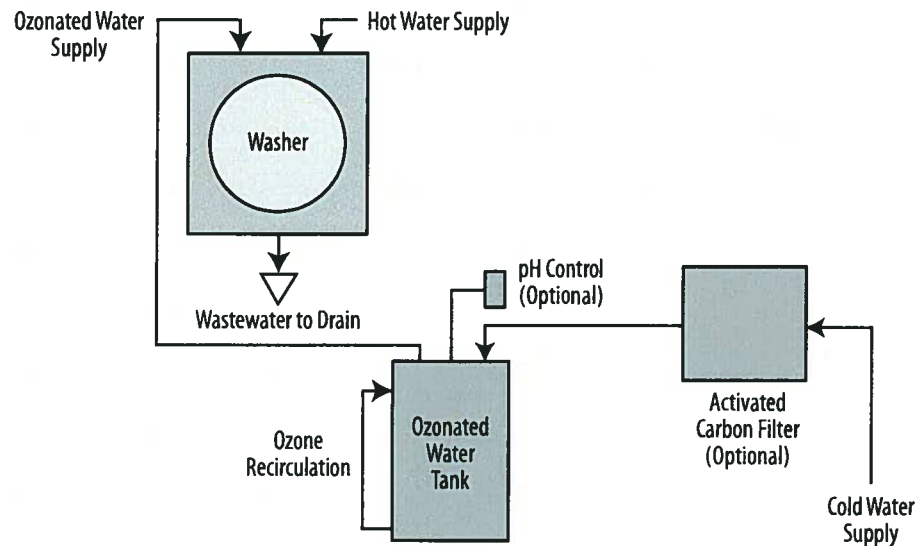 Ozonated Water
Supply
Hot Water Supply
Washer
Wastewater to Drain
pH Control
(Optional)
Ozone
Recirculation
Ozonated
Water
Tank
Activated
Carbon Filter
(Optional)
Cold Water
Supply